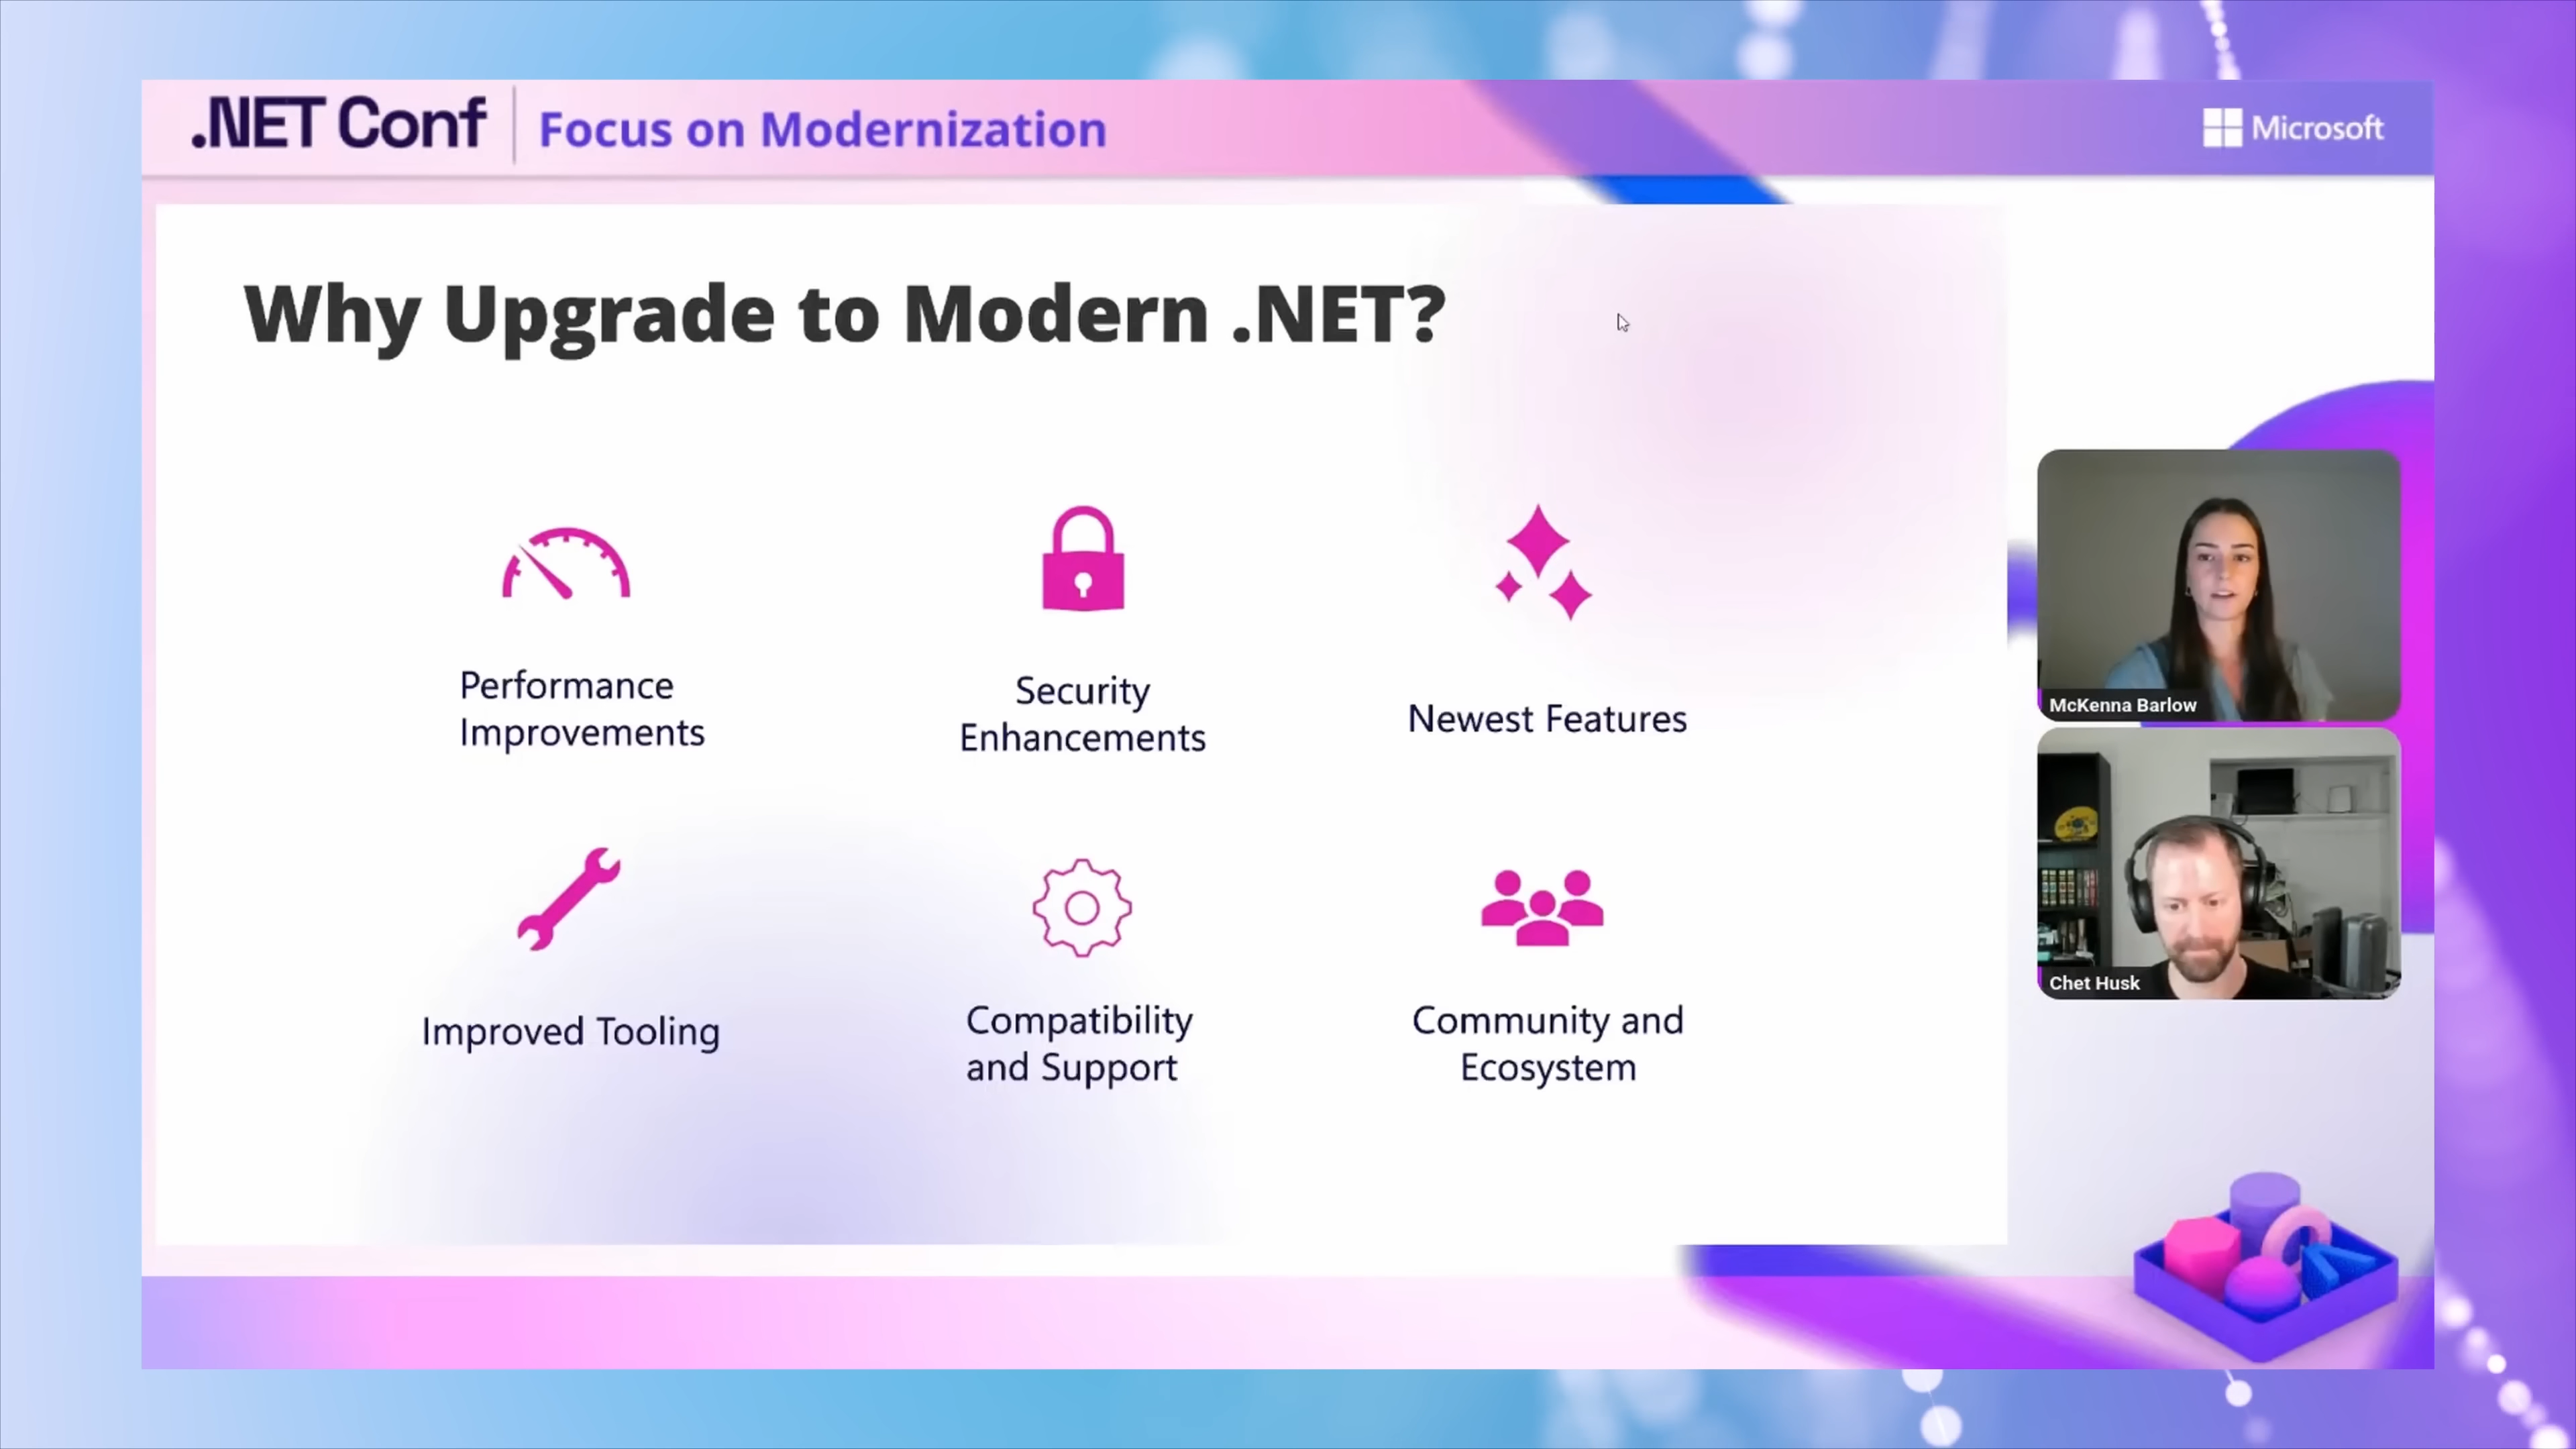 .NET Conf
Focus on Modernization
Microsoft
Why Upgrade to Modern .NET?
Performance
Improvements
Security
Enhancements
Newest Features
Improved Tooling
Compatibility
and Support
Community and
Ecosystem
McKenna Barlow
Chet Husk